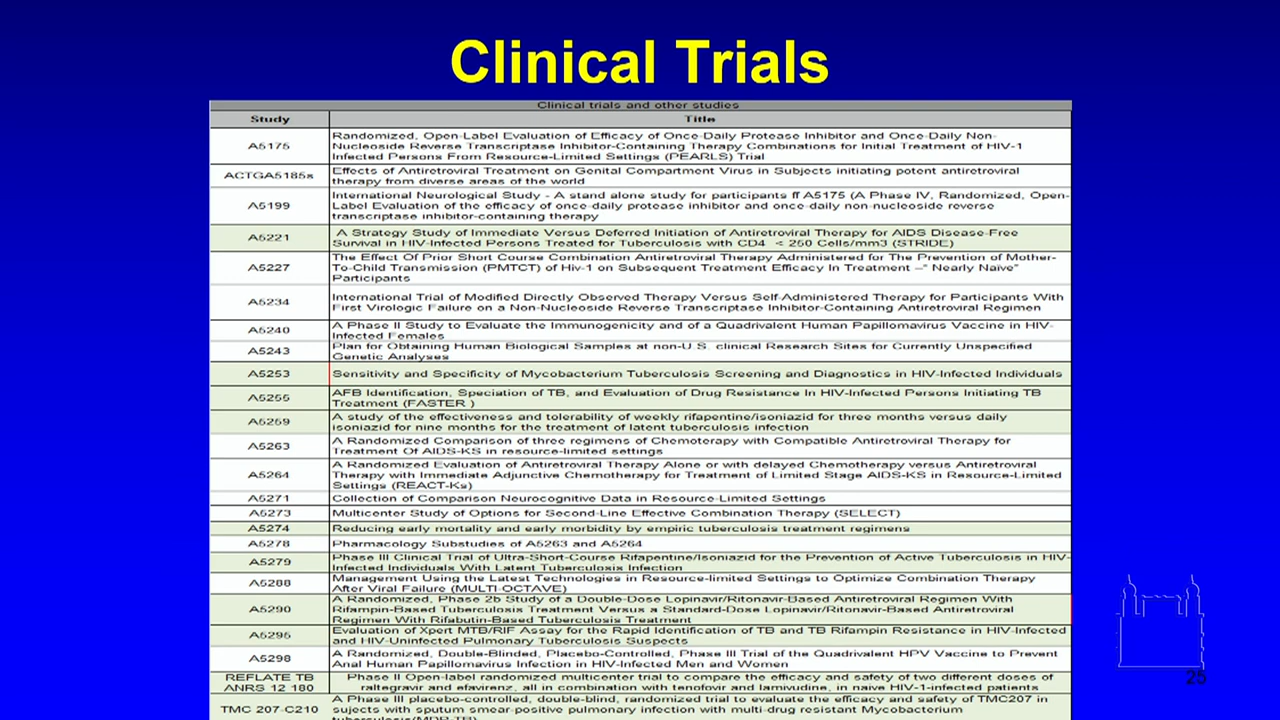 Clinical Trials
Clinical trials and other studies
Study Title
A5175 Randomized, Open-Label Evaluation of Efficacy of Once-Daily Protease Inhibitor and Once-Daily Non-
Nucleoside Reverse Transcriptase Inhibitor-Containing Therapy Combinations for Initial Treatment of HIV-1
Infected Persons From Resource-Limited Settings (PEARLS) Trial
ACTGA5185s Effects of Antiretroviral Treatment on Genital Compartment Virus in Subjects initiating potent antiretroviral
therapy from diverse areas of the world
A5199 International Neurological Study - A stand alone study for participants ff A5175 (A Phase IV, Randomized, Open-
Label Evaluation of the efficacy of once-daily protease inhibitor and once-daily non-nucleoside reverse
transcriptase inhibitor-containing therapy
A5221 A Strategy Study of Immediate Versus Deferred Initiation of Antiretroviral Therapy for AIDS Disease-Free
Survival in HIV-Infected Persons Treated for Tuberculosis with CD4 < 250 Cells/mm3 (STRIDE)
A5227 The Effect Of Prior Short Course Combination Antiretroviral Therapy Administered for The Prevention of Mother-
To-Child Transmission (PMTCT) of Hiv-1 on Subsequent Treatment Efficacy In Treatment –" Nearly Naïve"
Participants
A5234 International Trial of Modified Directly Observed Therapy Versus Self-Administered Therapy for Participants With
First Virologic Failure on a Non-Nucleoside Reverse Transcriptase Inhibitor-Containing Antiretroviral Regimen
A5240 A Phase II Study to Evaluate the Immunogenicity and of a Quadrivalent Human Papillomavirus Vaccine in HIV-
Infected Females
A5243 Plan for Obtaining Human Biological Samples at non-U.S. clinical Research Sites for Currently Unspecified
Genetic Analyses
A5253 Sensitivity and Specificity of Mycobacterium Tuberculosis Screening and Diagnostics in HIV-Infected Individuals
A5255 AFB Identification, Speciation of TB, and Evaluation of Drug Resistance In HIV-Infected Persons Initiating TB
Treatment (FASTER )
A5259 A study of the effectiveness and tolerability of weekly rifapentine/isoniazid for three months versus daily
isoniazid for nine months for the treatment of latent tuberculosis infection
A5263 A Randomized Comparison of three regimens of Chemoterapy with Compatible Antiretroviral Therapy for
Treatment Of AIDS-KS in resource-limited settings
A5264 A Randomized Evaluation of Antiretroviral Therapy Alone or with delayed Chemotherapy versus Antiretroviral
Therapy with Immediate Adjunctive Chemotherapy for Treatment of Limited Stage AIDS-KS in Resource-Limited
Settings (REACT-Ks)
A5271 Collection of Comparison Neurocognitive Data in Resource-Limited Settings
A5273 Multicenter Study of Options for Second-Line Effective Combination Therapy (SELECT)
A5274 Reducing early mortality and early morbidity by empiric tuberculosis treatment regimens
A5278 Pharmacology Substudies of A5263 and A5264
A5279 Phase III Clinical Trial of Ultra-Short-Course Rifapentine/Isoniazid for the Prevention of Active Tuberculosis in HIV-
Infected Individuals With Latent Tuberculosis Infection
A5288 Management Using the Latest Technologies in Resource-limited Settings to Optimize Combination Therapy
After Viral Failure (MULTI-OCTAVE)
A5290 A Randomized, Phase 2b Study of a Double-Dose Lopinavir/Ritonavir-Based Antiretroviral Regimen With
Rifampin-Based Tuberculosis Treatment Versus a Standard-Dose Lopinavir/Ritonavir-Based Antiretroviral
Regimen With Rifabutin-Based Tuberculosis Treatment
A5295 Evaluation of Xpert MTB/RIF Assay for the Rapid Identification of TB and TB Rifampin Resistance in HIV-Infected
and HIV-Uninfected Pulmonary Tuberculosis Suspects
A5298 A Randomized, Double-Blinded, Placebo-Controlled, Phase III Trial of the Quadrivalent HPV Vaccine to Prevent
Anal Human Papillomavirus Infection in HIV-Infected Men and Women
REFLATE TB Phase II Open-label randomized multicenter trial to compare the efficacy and safety of two different doses of
ANRS 12 180 raltegravir and efavirenz, all in combination with tenofovir and lamivudine, in naive HIV-1-infected patients
TMC 207-C210 A Phase III placebo-controlled, double-blind, randomized trial to evaluate the efficacy and safety of TMC207 in
sujects with sputum smear-positive pulmonary infection with multi-drug resistant Mycobacterium
tuberculosis(MDR-TB)
25